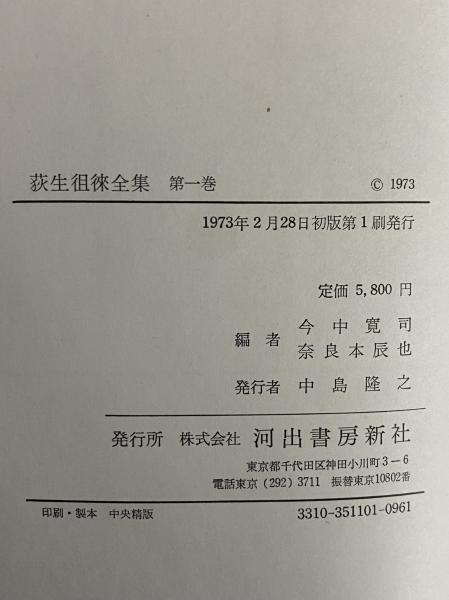 荻生徂徠全集 第一巻 © 1973
1973年2月28日初版第1刷発行
定価 5,800 円
編者 今中寛司
奈良本辰也
発行者 中島隆之
発行所 株式会社 河出書房新社
東京都千代田区神田小川町3-6
電話東京(292)3711 振替東京10802番
印刷・製本 中央精版 3310-351101-0961